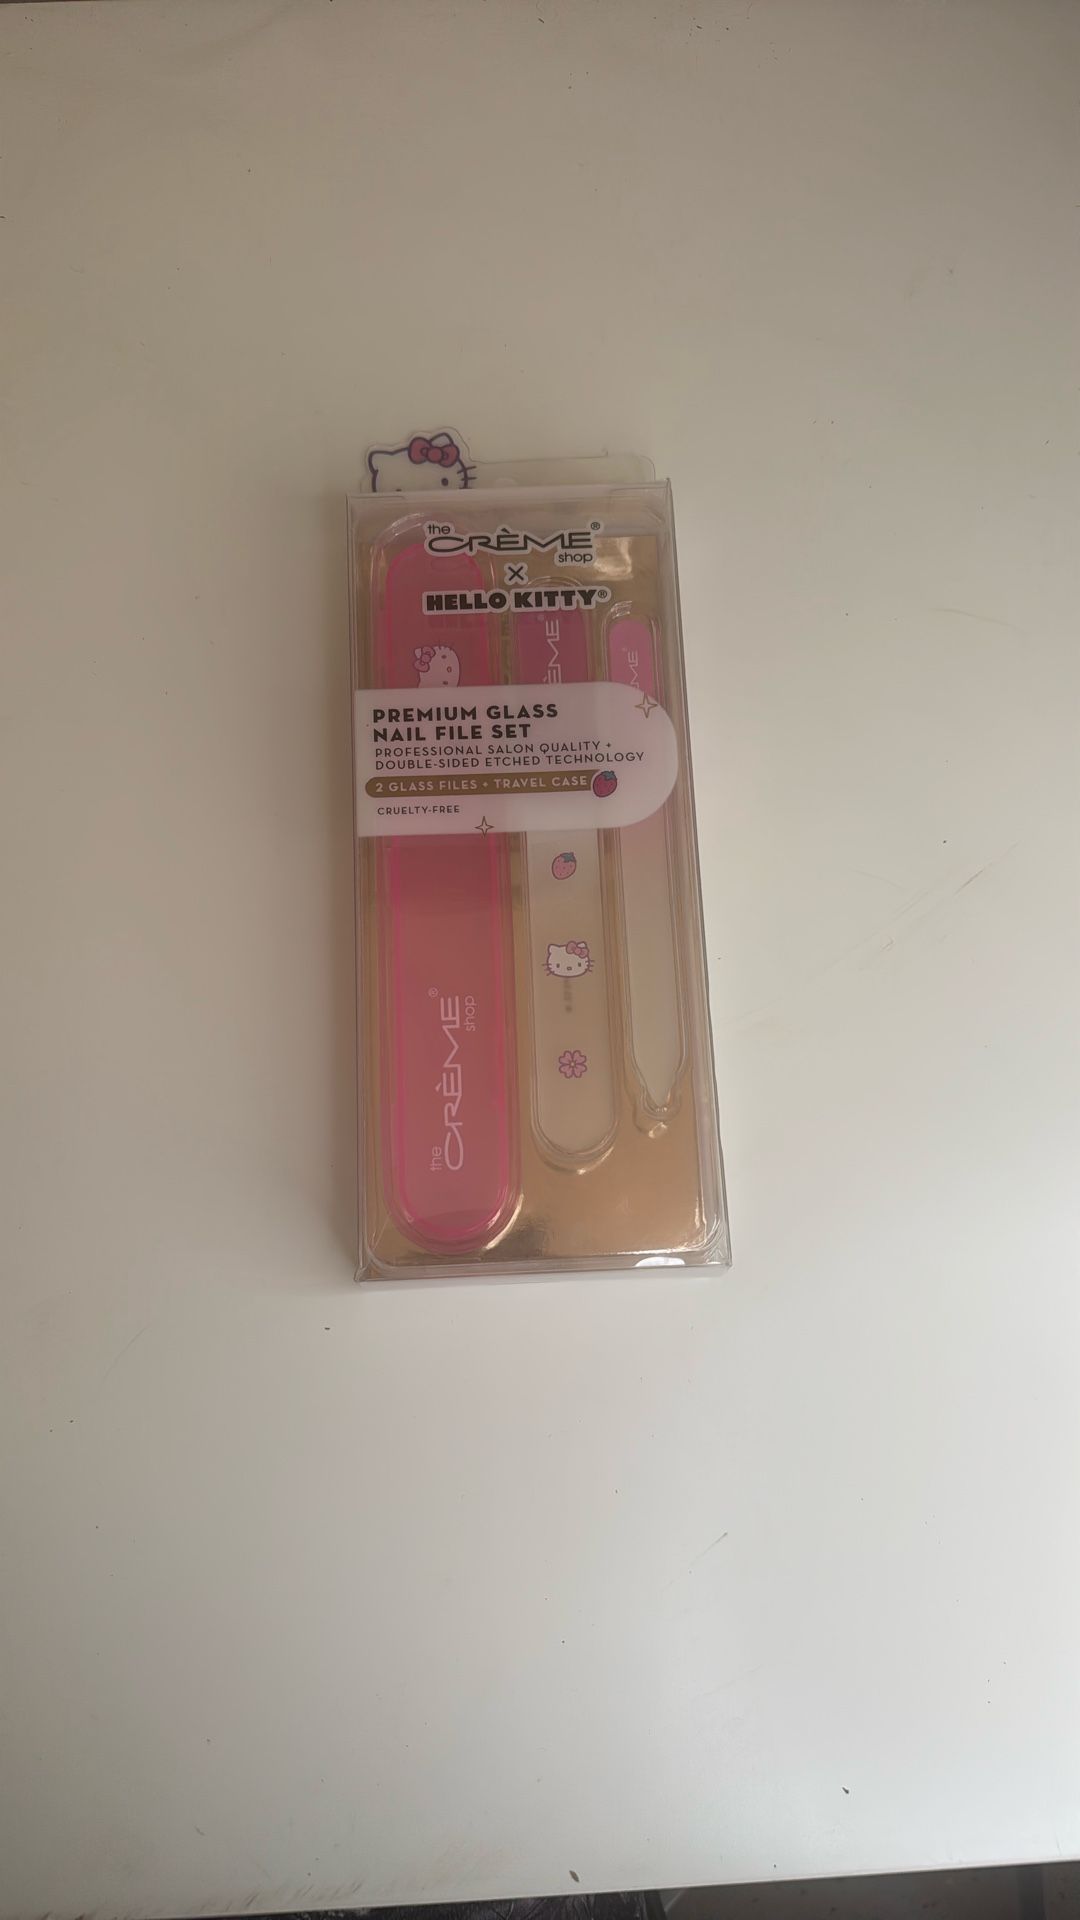 the
CRÈME®
shop
X
HELLO KITTY®
PREMIUM GLASS
NAIL FILE SET
PROFESSIONAL SALON QUALITY +
DOUBLE-SIDED ETCHED TECHNOLOGY
2 GLASS FILES + TRAVEL CASE
CRUELTY-FREE
the
CRÈME®
shop